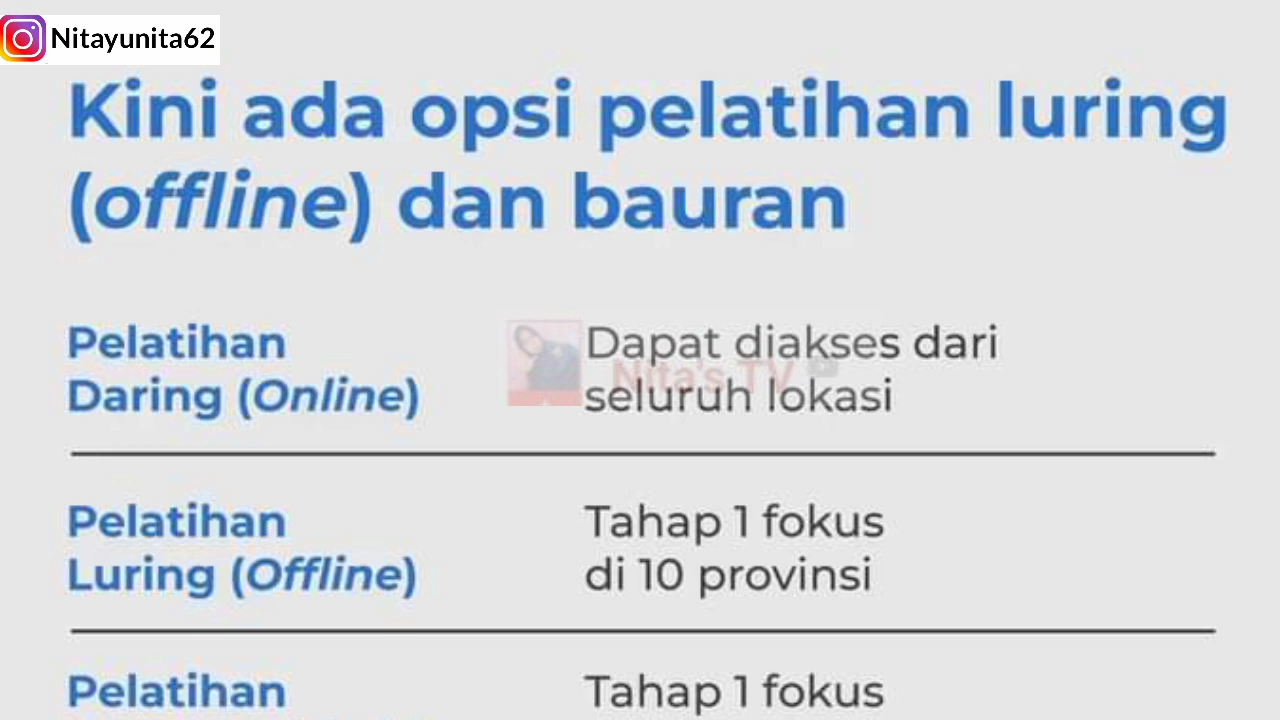 Nitayunita62
Kini ada opsi pelatihan luring
(offline) dan bauran
Pelatihan
Daring (Online)
Dapat diakses dari
seluruh lokasi
Nita's TV
Pelatihan
Luring (Offline)
Tahap 1 fokus
di 10 provinsi
Pelatihan
Tahap 1 fokus